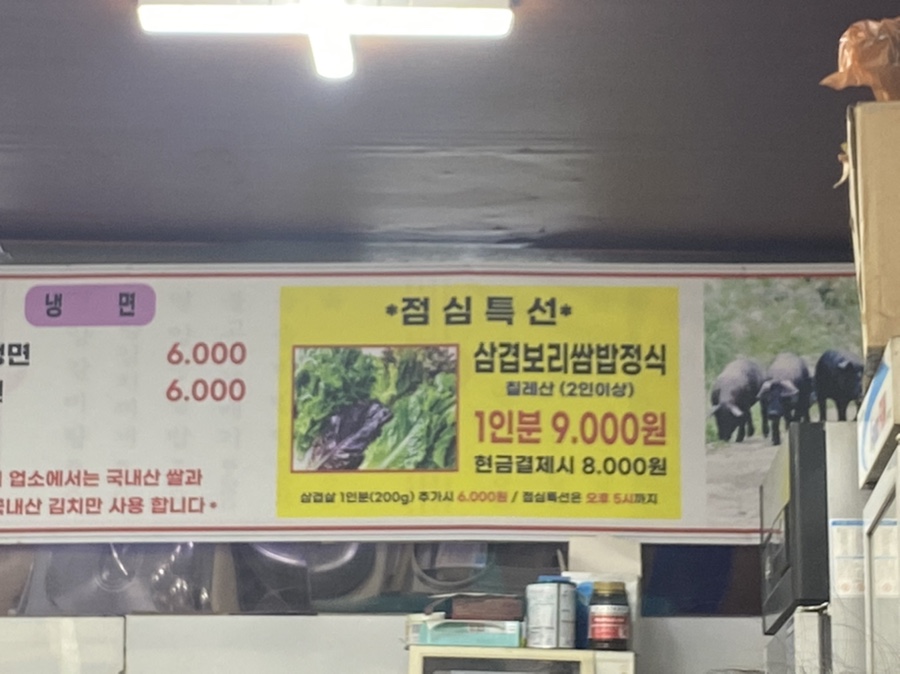 냉 면
6.000
6.000
업소에서는 국내산 쌀과
국내산 김치만 사용 합니다*
*점심특선*
삼겹보리쌈밥정식
칠레산 (2인이상)
1인분 9.000원
현금결제시 8.000원
삼겹살 1인분(200g) 추가시 6.000원 / 점심특선은 오후 5시까지